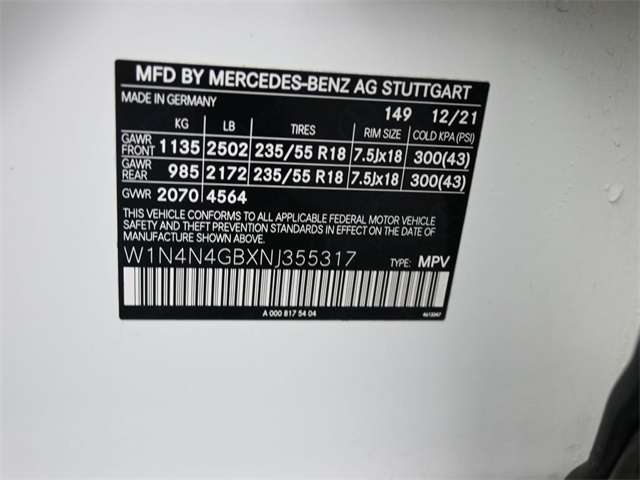 MFD BY MERCEDES-BENZ AG STUTTGART
MADE IN GERMANY 149 12/21
KG LB TIRES RIM SIZE COLD KPA(PSI)
GAWR FRONT 1135 2502 235/55 R18 7.5Jx18 300(43)
GAWR REAR 985 2172 235/55 R18 7.5Jx18 300(43)
GVWR 2070 4564
THIS VEHICLE CONFORMS TO ALL APPLICABLE FEDERAL MOTOR VEHICLE
SAFETY AND THEFT PREVENTION STANDARDS IN EFFECT ON THE DATE
OF MANUFACTURE SHOWN ABOVE.
W1N4N4GBXNJ355317 TYPE: MPV
A 000 817 54 04